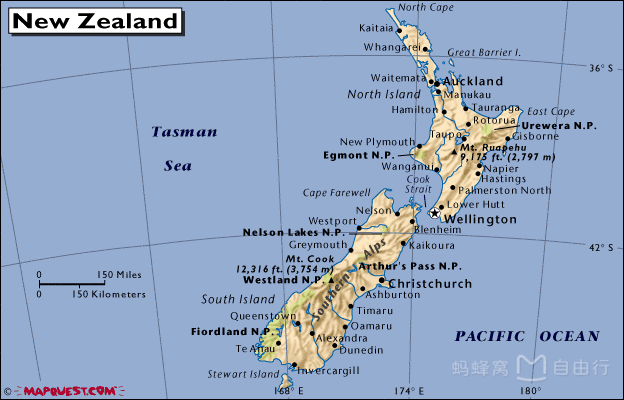 New Zealand
North Cape
Kaitaia
Whangarei
Great Barrier I.
36° S
Waitemata
Auckland
North Island
Manukau
Hamilton
Tauranga
East Cape
Rotorua
Urewera N.P.
Tasman
Sea
Taupo
Gisborne
New Plymouth
Mt. Ruapehu
9,175 ft. (2,797 m)
Egmont N.P.
Napier
Wanganui
Hastings
Cook
Strait
Palmerston North
Cape Farewell
Lower Hutt
Nelson
Wellington
Westport
Blenheim
Nelson Lakes N.P.
Kaikoura
42° S
Greymouth
Southern Alps
Mt. Cook
12,316 ft. (3,754 m)
Arthur's Pass N.P.
Westland N.P.
Christchurch
0 150 Miles
0 150 Kilometers
Ashburton
South Island
Timaru
Queenstown
Fiordland N.P.
Oamaru
Alexandra
PACIFIC OCEAN
Te Anau
Dunedin
Invercargill
Stewart Island
168° E
174° E
180°
© MAPQUEST.COM
蚂蜂窝 自由行